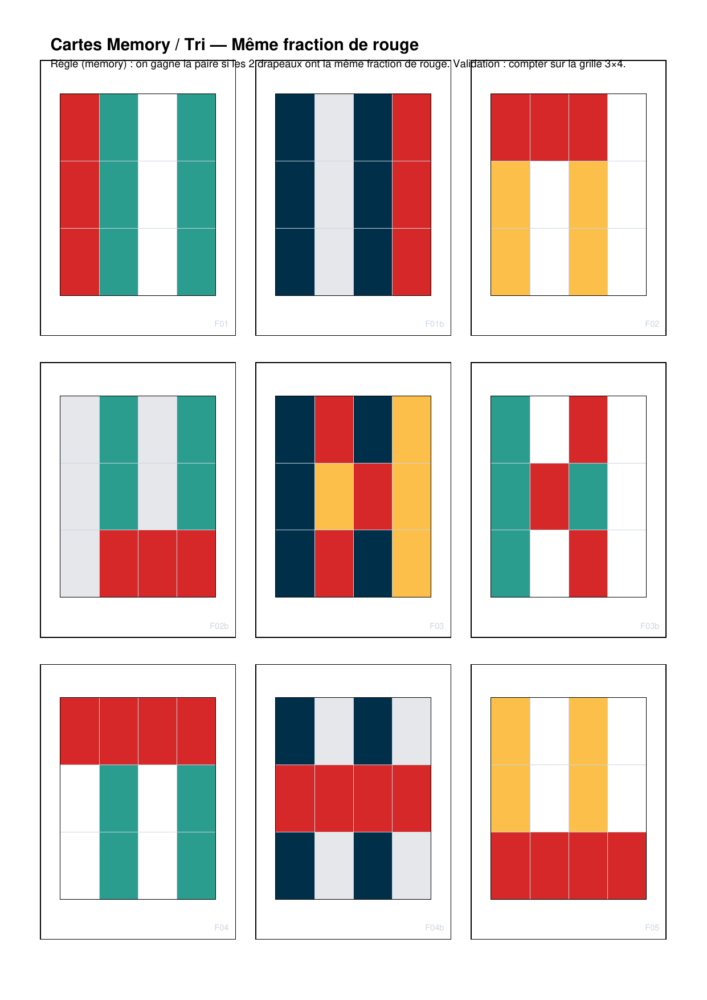 Cartes Memory / Tri — Même fraction de rouge
Règle (memory) : on gagne la paire si les 2 drapeaux ont la même fraction de rouge. Validation : compter sur la grille 3×4.
F01
F01b
F02
F02b
F03
F03b
F04
F04b
F05